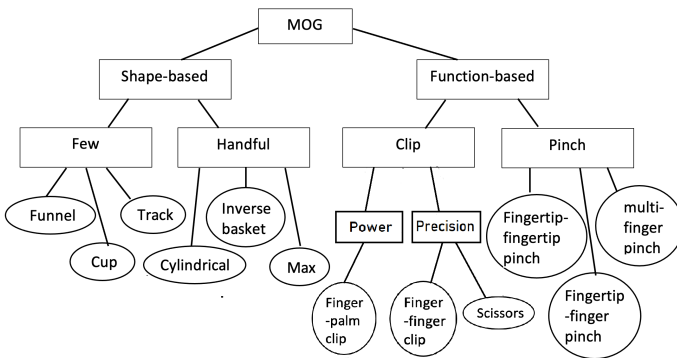 MOG
Shape-based
Function-based
Few
Handful
Clip
Pinch
Funnel
Cup
Track
Cylindrical
Inverse
basket
Max
Power
Precision
Finger
-palm
clip
Finger
-finger
clip
Scissors
Fingertip-
fingertip
pinch
Fingertip
-finger
pinch
multi-
finger
pinch